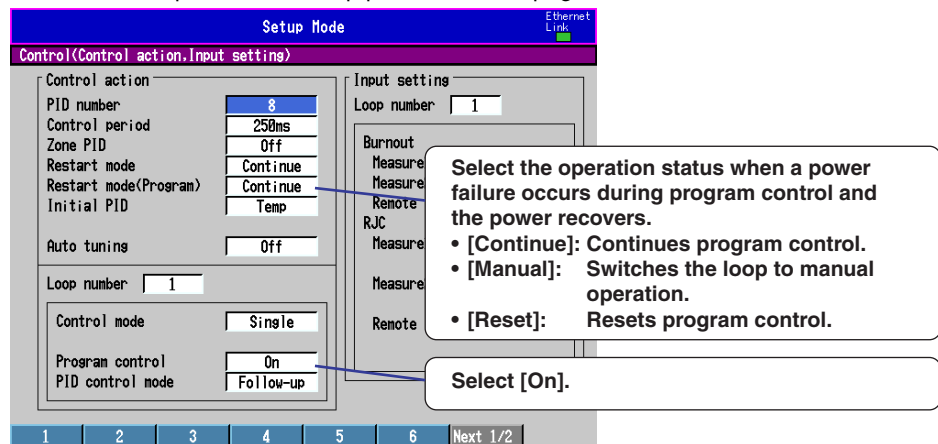 Setup Mode
Ethernet
Link
Control(Control action,Input setting)
Control action
PID number 8
Control period 250ms
Zone PID Off
Restart mode Continue
Restart mode(Program) Continue
Initial PID Temp
Auto tuning Off
Loop number 1
Control mode Single
Program control On
PID control mode Follow-up
Input setting
Loop number 1
Burnout
Measure
Measure
Remote
RJC
Measure
Measure
Remote
Select the operation status when a power
failure occurs during program control and
the power recovers.
• [Continue]: Continues program control.
• [Manual]: Switches the loop to manual
operation.
• [Reset]: Resets program control.
Select [On].
1 2 3 4 5 6 Next 1/2